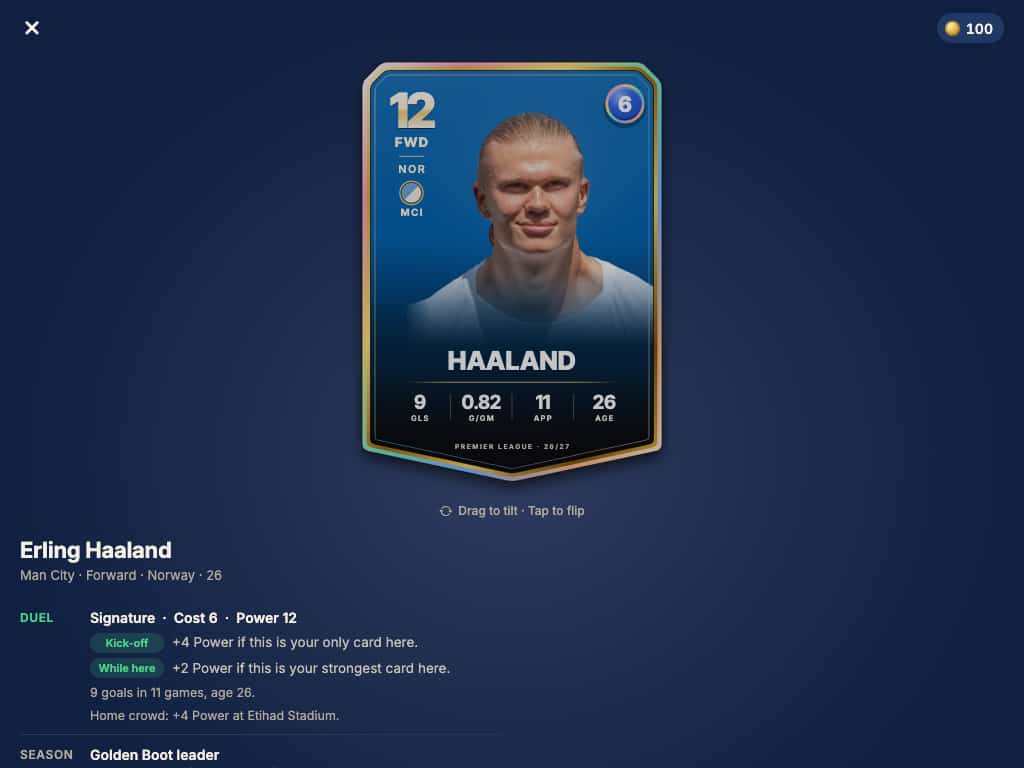 ✕
100
12
6
FWD
NOR
MCI
HAALAND
9 0.82 11 26
GLS G/GM APP AGE
PREMIER LEAGUE · 26/27
Drag to tilt · Tap to flip
Erling Haaland
Man City · Forward · Norway · 26
DUEL Signature · Cost 6 · Power 12
Kick-off +4 Power if this is your only card here.
While here +2 Power if this is your strongest card here.
9 goals in 11 games, age 26.
Home crowd: +4 Power at Etihad Stadium.
SEASON Golden Boot leader